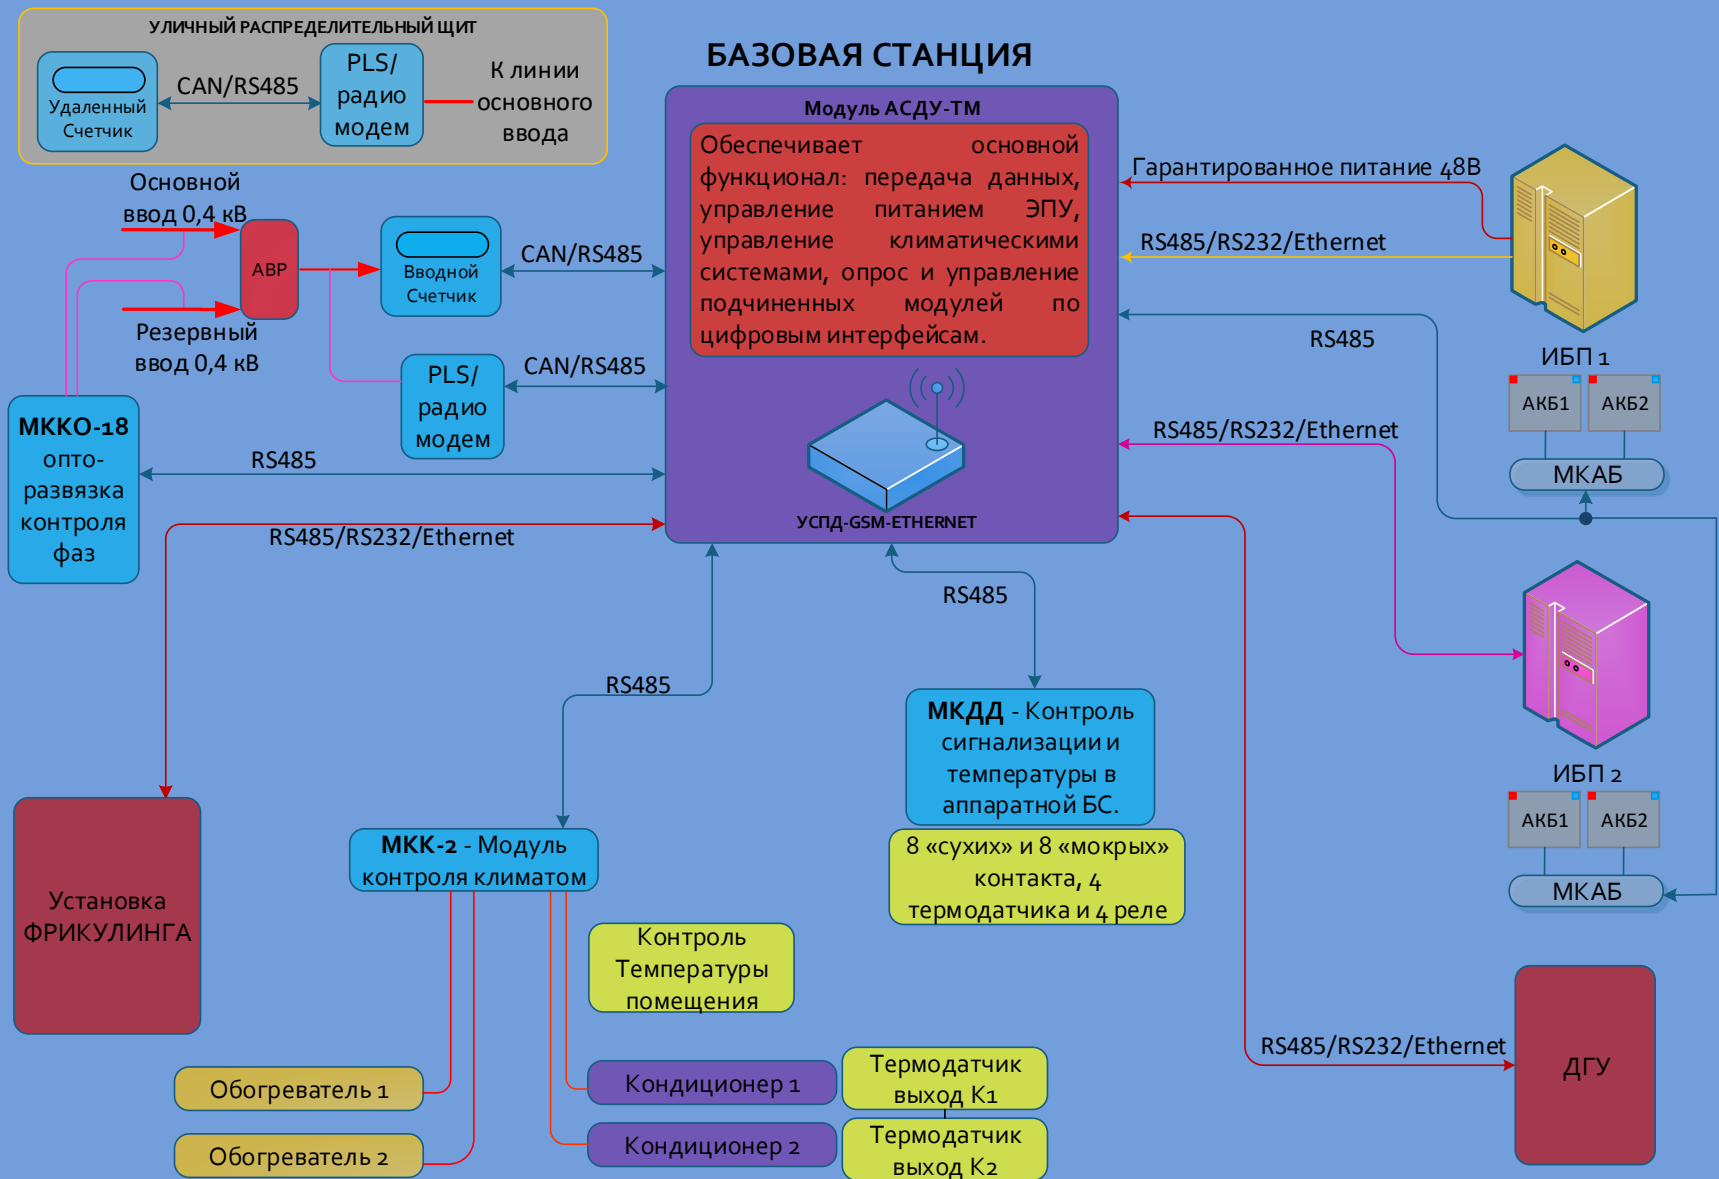 УЛИЧНЫЙ РАСПРЕДЕЛИТЕЛЬНЫЙ ЩИТ
Удаленный
Счетчик
CAN/RS485
PLS/
радио
модем
К линии
основного
ввода
БАЗОВАЯ СТАНЦИЯ
Модуль АСДУ-ТМ
Обеспечивает основной
функционал: передача данных,
управление питанием ЭПУ,
управление климатическими
системами, опрос и управление
подчиненных модулей по
цифровым интерфейсам.
УСПД-GSM-ETHERNET
Основной
ввод 0,4 кВ
АВР
Резервный
ввод 0,4 кВ
Вводной
Счетчик
CAN/RS485
PLS/
радио
модем
CAN/RS485
МККО-18
опто-
развязка
контроля
фаз
RS485
RS485/RS232/Ethernet
Гарантированное питание 48В
RS485/RS232/Ethernet
RS485
ИБП 1
АКБ1
АКБ2
МКАБ
RS485/RS232/Ethernet
ИБП 2
АКБ1
АКБ2
МКАБ
RS485
RS485
МКДД - Контроль
сигнализации и
температуры в
аппаратной БС.
8 «сухих» и 8 «мокрых»
контакта, 4
термодатчика и 4 реле
МКК-2 - Модуль
контроля климатом
Установка
ФРИКУЛИНГА
Контроль
Температуры
помещения
RS485/RS232/Ethernet
ДГУ
Обогреватель 1
Кондиционер 1
Термодатчик
выход К1
Обогреватель 2
Кондиционер 2
Термодатчик
выход К2